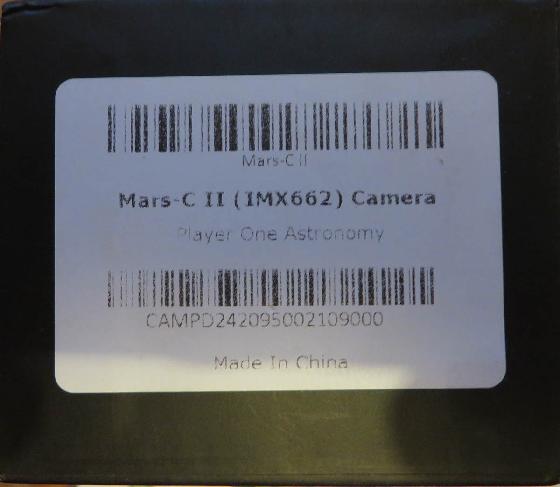 Mars-C II
Mars-C II (IMX662) Camera
Player One Astronomy
CAMPD242095002109000
Made In China